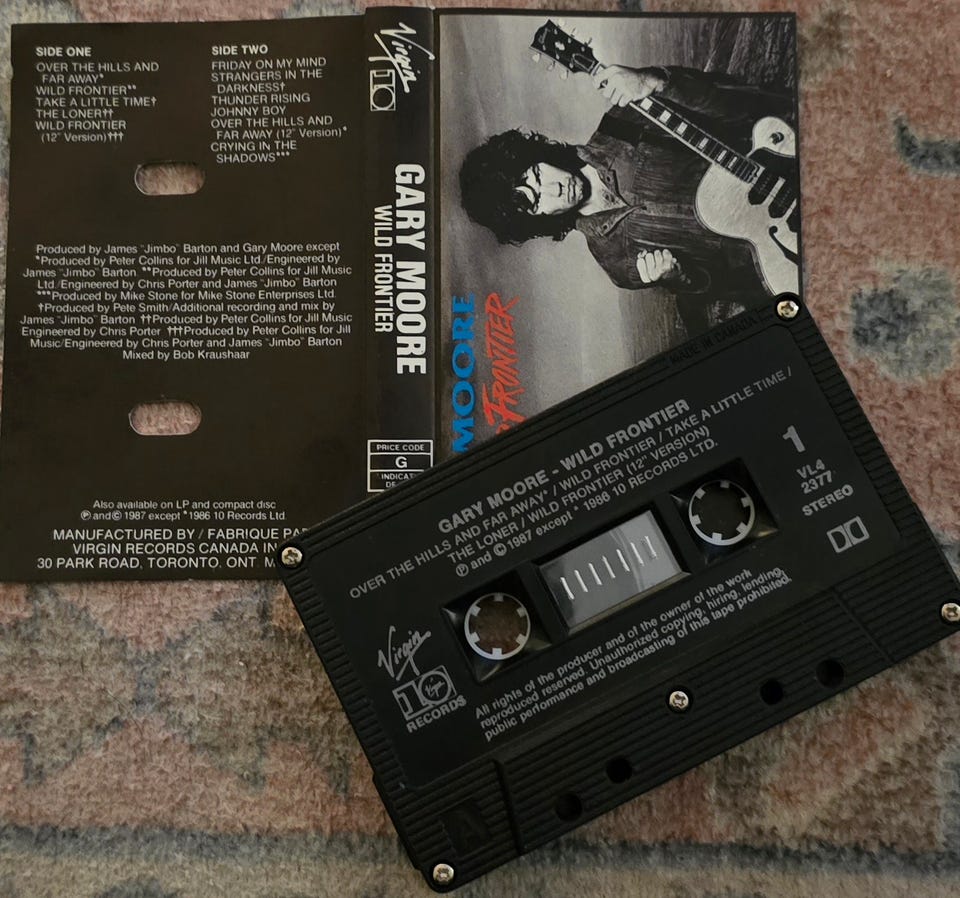 SIDE ONE
OVER THE HILLS AND
FAR AWAY*
WILD FRONTIER**
TAKE A LITTLE TIME†
THE LONER††
WILD FRONTIER
(12" Version)†††
SIDE TWO
FRIDAY ON MY MIND
STRANGERS IN THE
DARKNESS†
THUNDER RISING
JOHNNY BOY
OVER THE HILLS AND
FAR AWAY (12" Version)*
CRYING IN THE
SHADOWS***
Produced by James "Jimbo" Barton and Gary Moore except
*Produced by Peter Collins for Jill Music Ltd./Engineered by
James "Jimbo" Barton **Produced by Peter Collins for Jill Music
Ltd./Engineered by Chris Porter and James "Jimbo" Barton
***Produced by Mike Stone for Mike Stone Enterprises Ltd.
†Produced by Pete Smith/Additional recording and mix by
James "Jimbo" Barton ††Produced by Peter Collins for Jill Music
Engineered by Chris Porter †††Produced by Peter Collins for Jill
Music/Engineered by Chris Porter and James "Jimbo" Barton
Mixed by Bob Kraushaar
Also available on LP and compact disc
℗ and © 1987 except *1986 10 Records Ltd.
MANUFACTURED BY / FABRIQUE PA
VIRGIN RECORDS CANADA IN
30 PARK ROAD, TORONTO, ONT. M
Virgin
10
GARY MOORE
WILD FRONTIER
PRICE CODE
G
INDICAT
DE
MOORE
FRONTIER
MADE IN CANADA
GARY MOORE - WILD FRONTIER
OVER THE HILLS AND FAR AWAY* / WILD FRONTIER / TAKE A LITTLE TIME /
THE LONER / WILD FRONTIER (12" VERSION)
℗ and © 1987 except * 1986 10 RECORDS LTD.
1
VL4
2377
STEREO
Virgin
10
Virgin
RECORDS
All rights of the producer and of the owner of the work
reproduced reserved. Unauthorized copying, hiring, lending,
public performance and broadcasting of this tape prohibited.
A